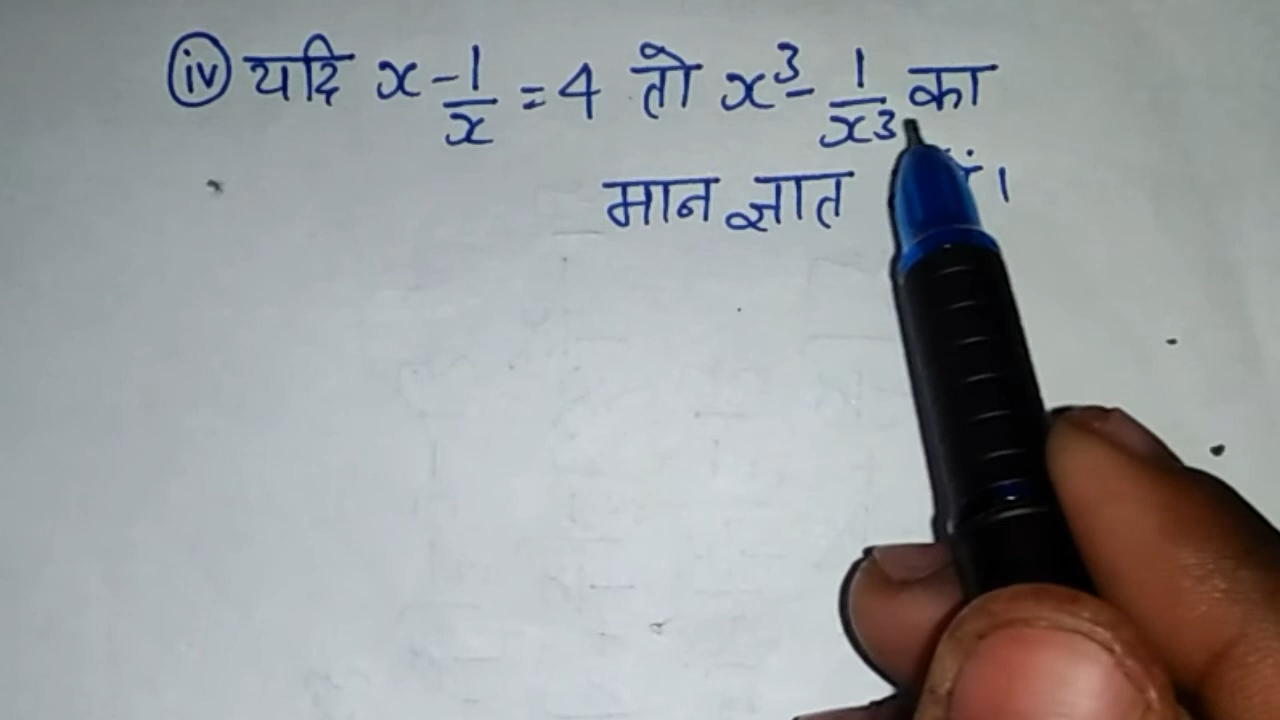 (iv) यदि x - 1/x = 4 तो x³ - 1/x³ का
मान ज्ञात